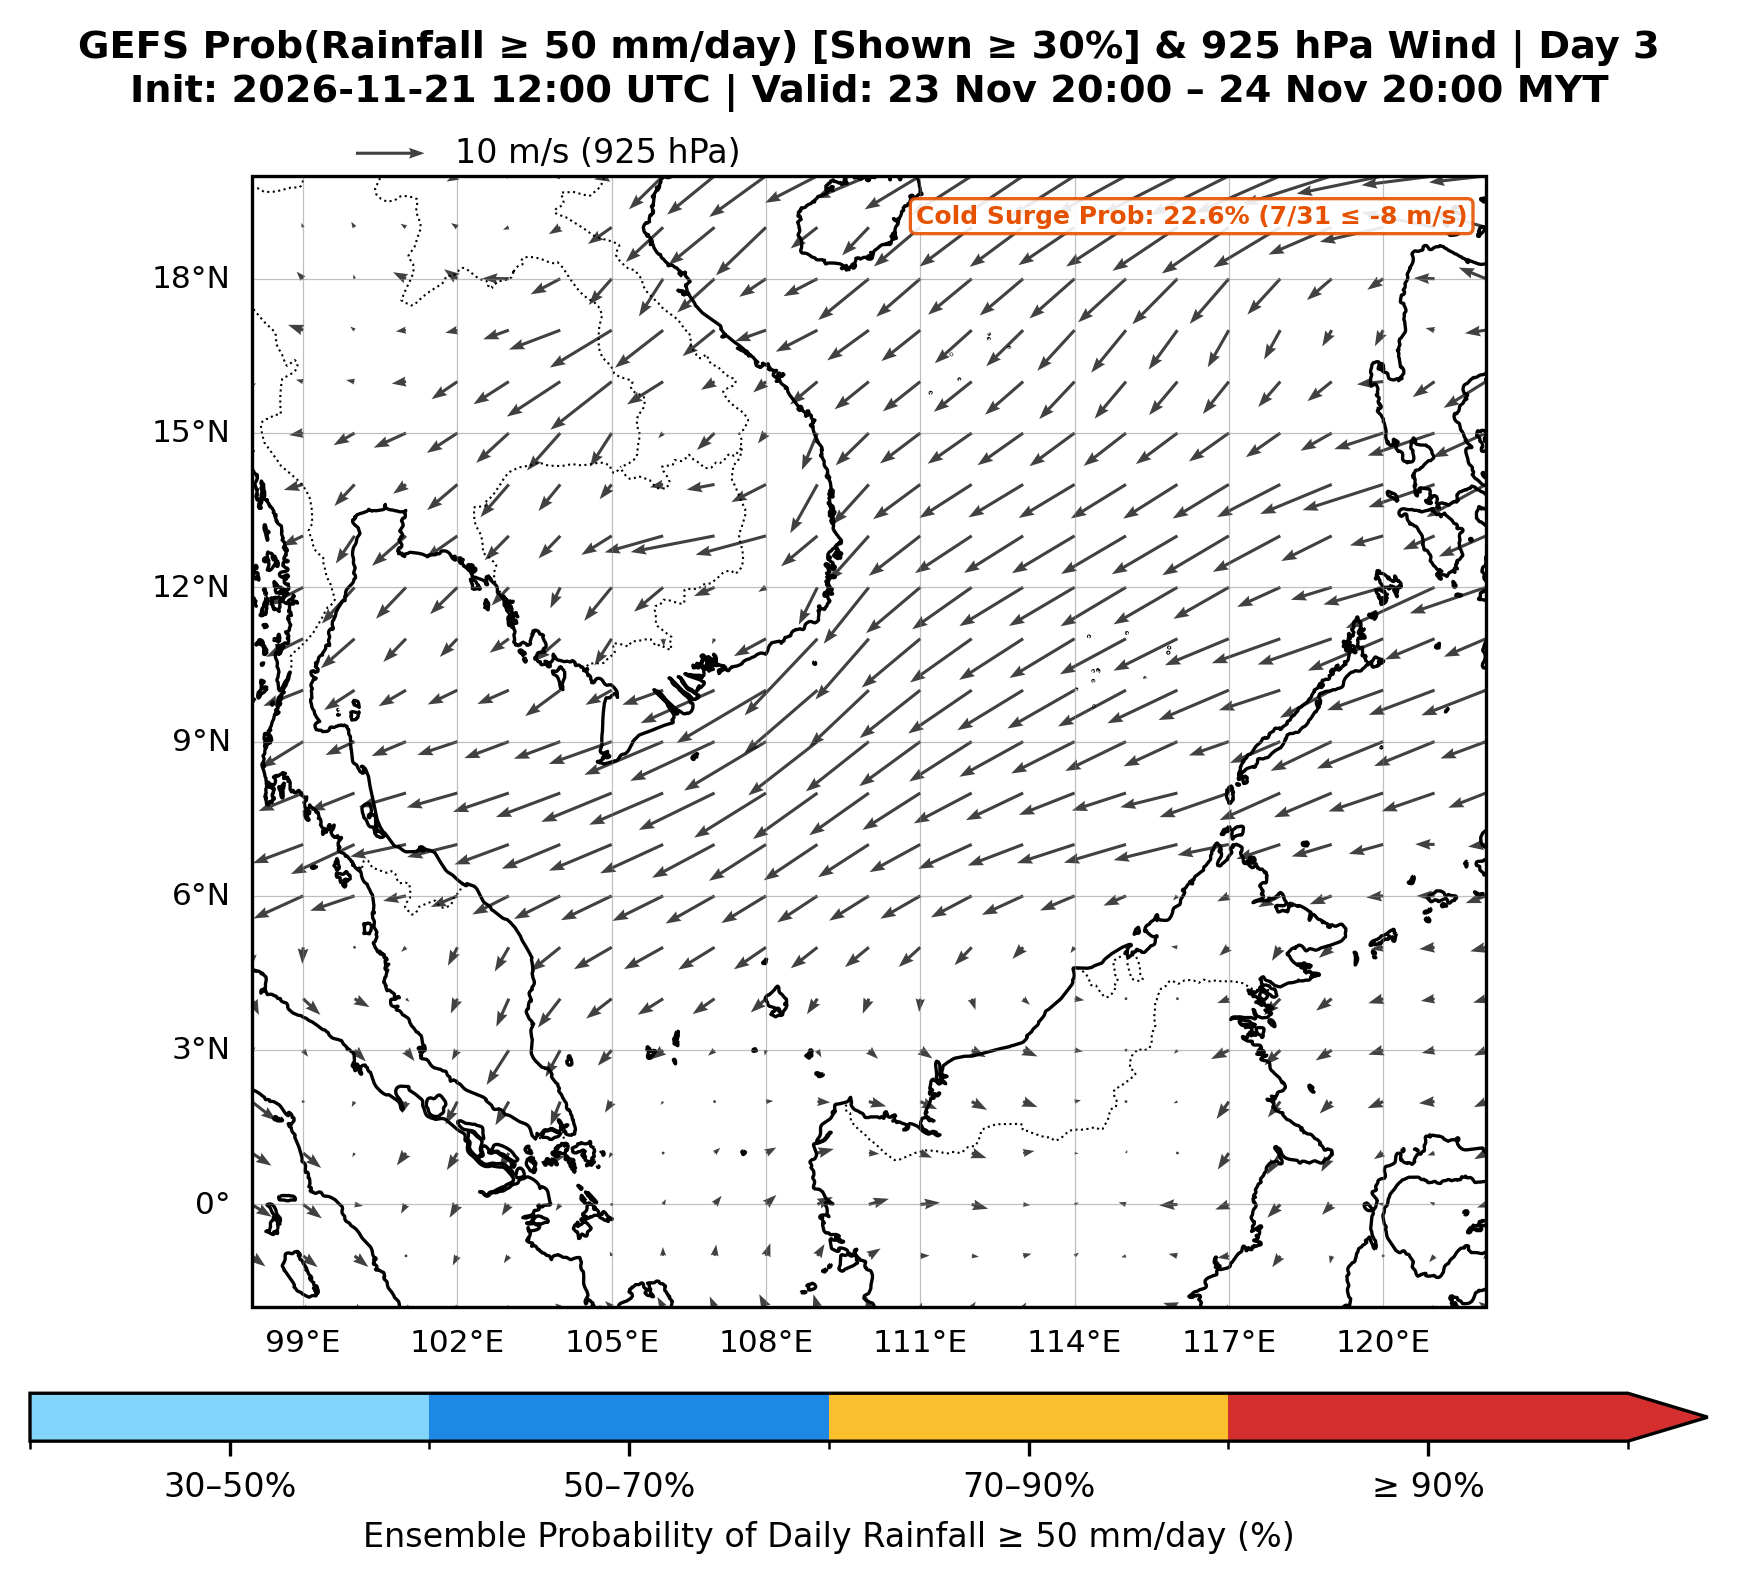 GEFS Prob(Rainfall ≥ 50 mm/day) [Shown ≥ 30%] & 925 hPa Wind | Day 3
Init: 2026-11-21 12:00 UTC | Valid: 23 Nov 20:00 – 24 Nov 20:00 MYT
10 m/s (925 hPa)
Cold Surge Prob: 22.6% (7/31 ≤ -8 m/s)
18°N
15°N
12°N
9°N
6°N
3°N
0°
99°E 102°E 105°E 108°E 111°E 114°E 117°E 120°E
30–50% 50–70% 70–90% ≥ 90%
Ensemble Probability of Daily Rainfall ≥ 50 mm/day (%)